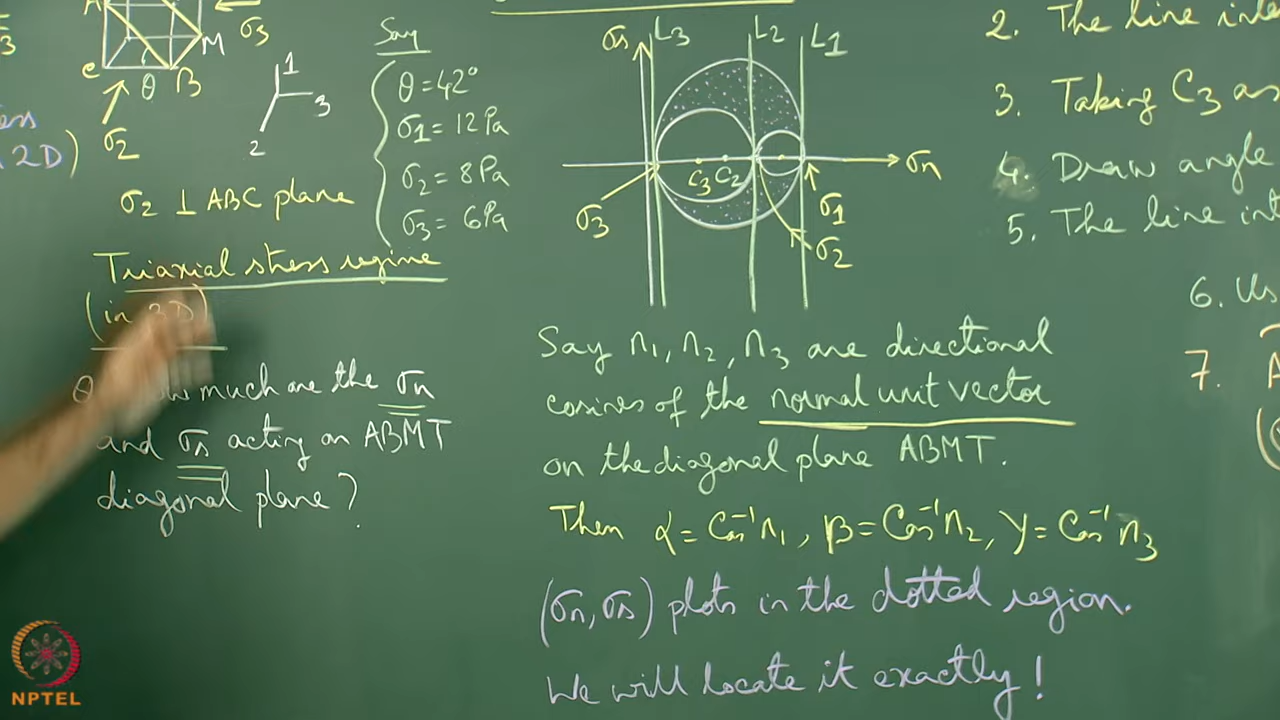 σ3
C
θ
B
M
σ3
σ2
1
2
3
2D)
σ2 ⊥ ABC plane
Say
θ = 42°
σ1 = 12 Pa
σ2 = 8 Pa
σ3 = 6 Pa
Triaxial stress regime
(in 3D)
much are the σn
and σs acting on ABMT
diagonal plane?
σs
L3
L2
L1
σn
C3
C2
σ3
σ1
σ2
Say n1, n2, n3 are directional
cosines of the normal unit vector
on the diagonal plane ABMT.
Then α = Cos⁻¹ n1, β = Cos⁻¹ n2, γ = Cos⁻¹ n3
(σn, σs) plots in the dotted region.
We will locate it exactly!
2. The line
3. Taking C3 as
4. Draw angle
5. The line
6.
7.
NPTEL